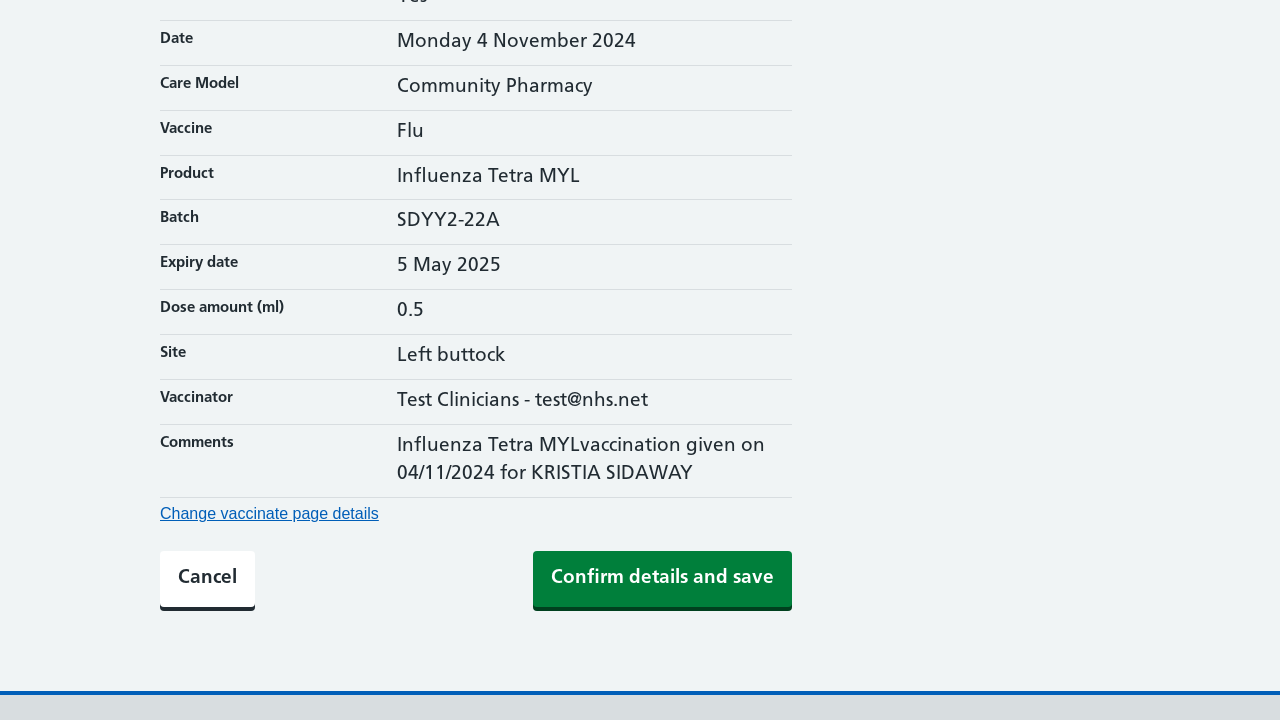 Yes
Date Monday 4 November 2024
Care Model Community Pharmacy
Vaccine Flu
Product Influenza Tetra MYL
Batch SDYY2-22A
Expiry date 5 May 2025
Dose amount (ml) 0.5
Site Left buttock
Vaccinator Test Clinicians - test@nhs.net
Comments Influenza Tetra MYLvaccination given on
04/11/2024 for KRISTIA SIDAWAY
Change vaccinate page details
Cancel Confirm details and save